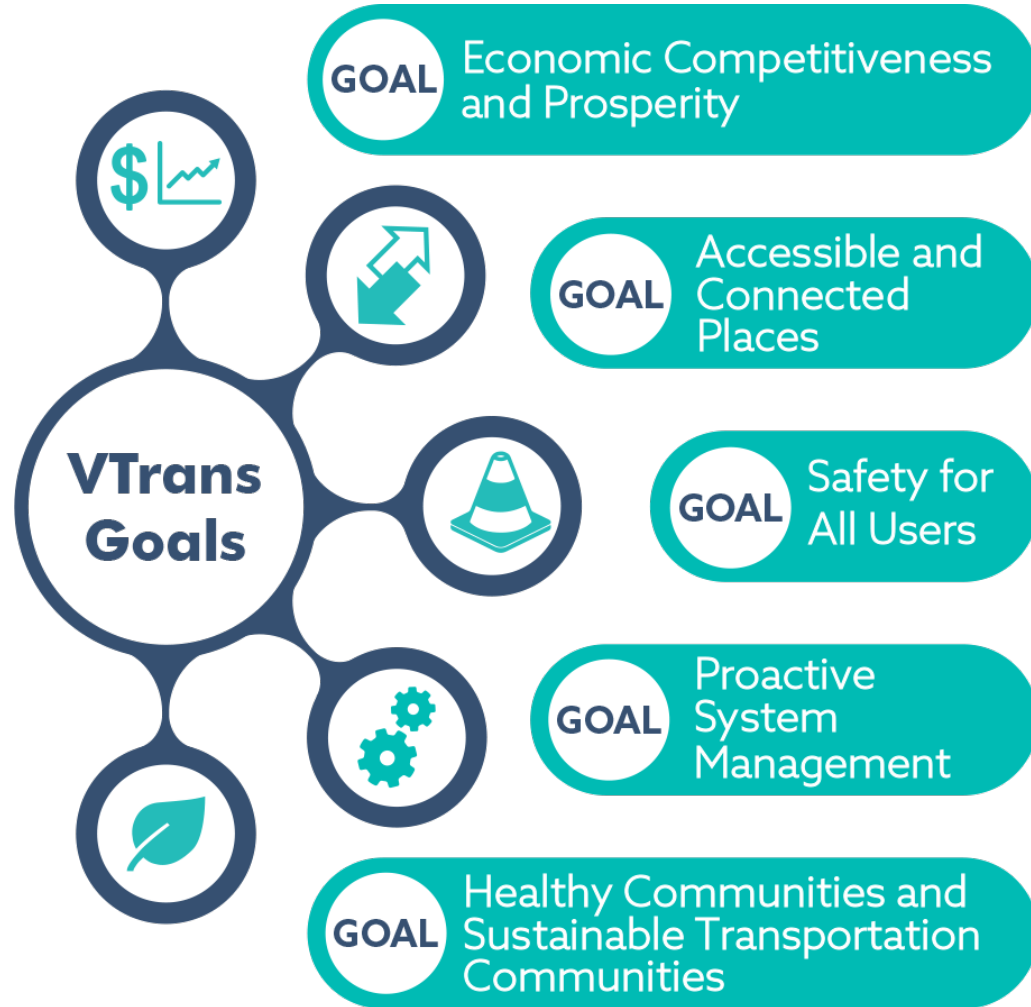 GOAL
Economic Competitiveness
and Prosperity
$
GOAL
Accessible and
Connected
Places
VTrans
Goals
GOAL
Safety for
All Users
GOAL
Proactive
System
Management
GOAL
Healthy Communities and
Sustainable Transportation
Communities